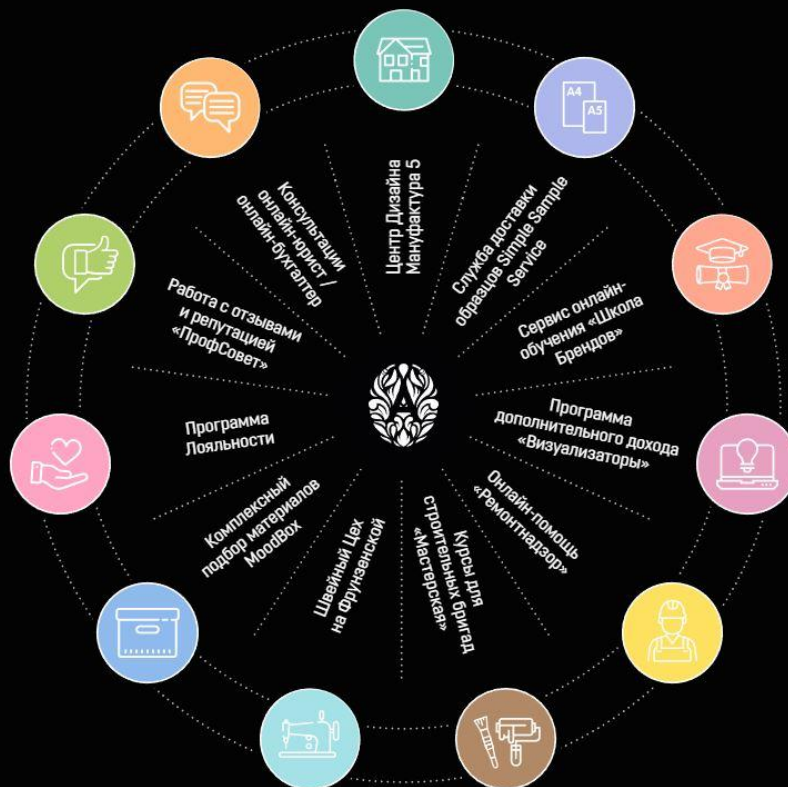 Центр Дизайна
Мануфактура 5
A4
A5
Служба доставки
образцов Simple Sample
Service
Сервис онлайн-
обучения «Школа
Брендов»
Программа
дополнительного дохода
«Визуализаторы»
Онлайн-помощь
«Ремонтнадзор»
Курсы для
строительных бригад
«Мастерская»
Швейный Цех
на Фрунзенской
Комплексный
подбор материалов
MoodBox
Программа
Лояльности
Работа с отзывами
и репутацией
«ПрофСовет»
Консультации
онлайн-юрист /
онлайн-бухгалтер
A